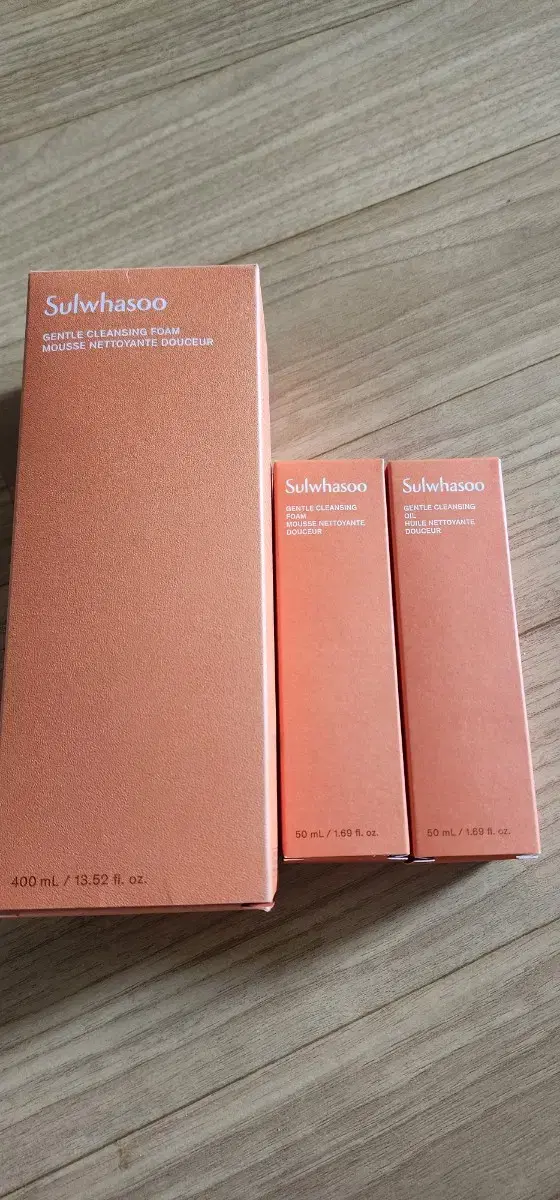 Sulwhasoo
GENTLE CLEANSING FOAM
MOUSSE NETTOYANTE DOUCEUR
400 mL / 13.52 fl. oz.
Sulwhasoo
GENTLE CLEANSING
FOAM
MOUSSE NETTOYANTE
DOUCEUR
50 mL / 1.69 fl. oz.
Sulwhasoo
GENTLE CLEANSING
OIL
HUILE NETTOYANTE
DOUCEUR
50 mL / 1.69 fl. oz.